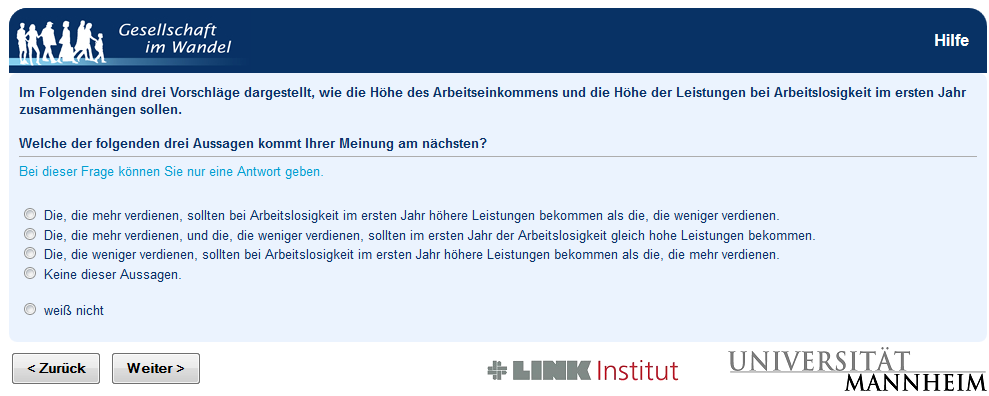 Gesellschaft
im Wandel
Hilfe
Im Folgenden sind drei Vorschläge dargestellt, wie die Höhe des Arbeitseinkommens und die Höhe der Leistungen bei Arbeitslosigkeit im ersten Jahr
zusammenhängen sollen.
Welche der folgenden drei Aussagen kommt Ihrer Meinung am nächsten?
Bei dieser Frage können Sie nur eine Antwort geben.
Die, die mehr verdienen, sollten bei Arbeitslosigkeit im ersten Jahr höhere Leistungen bekommen als die, die weniger verdienen.
Die, die mehr verdienen, und die, die weniger verdienen, sollten im ersten Jahr der Arbeitslosigkeit gleich hohe Leistungen bekommen.
Die, die weniger verdienen, sollten bei Arbeitslosigkeit im ersten Jahr höhere Leistungen bekommen als die, die mehr verdienen.
Keine dieser Aussagen.
weiß nicht
< Zurück
Weiter >
LINK Institut
UNIVERSITÄT
MANNHEIM